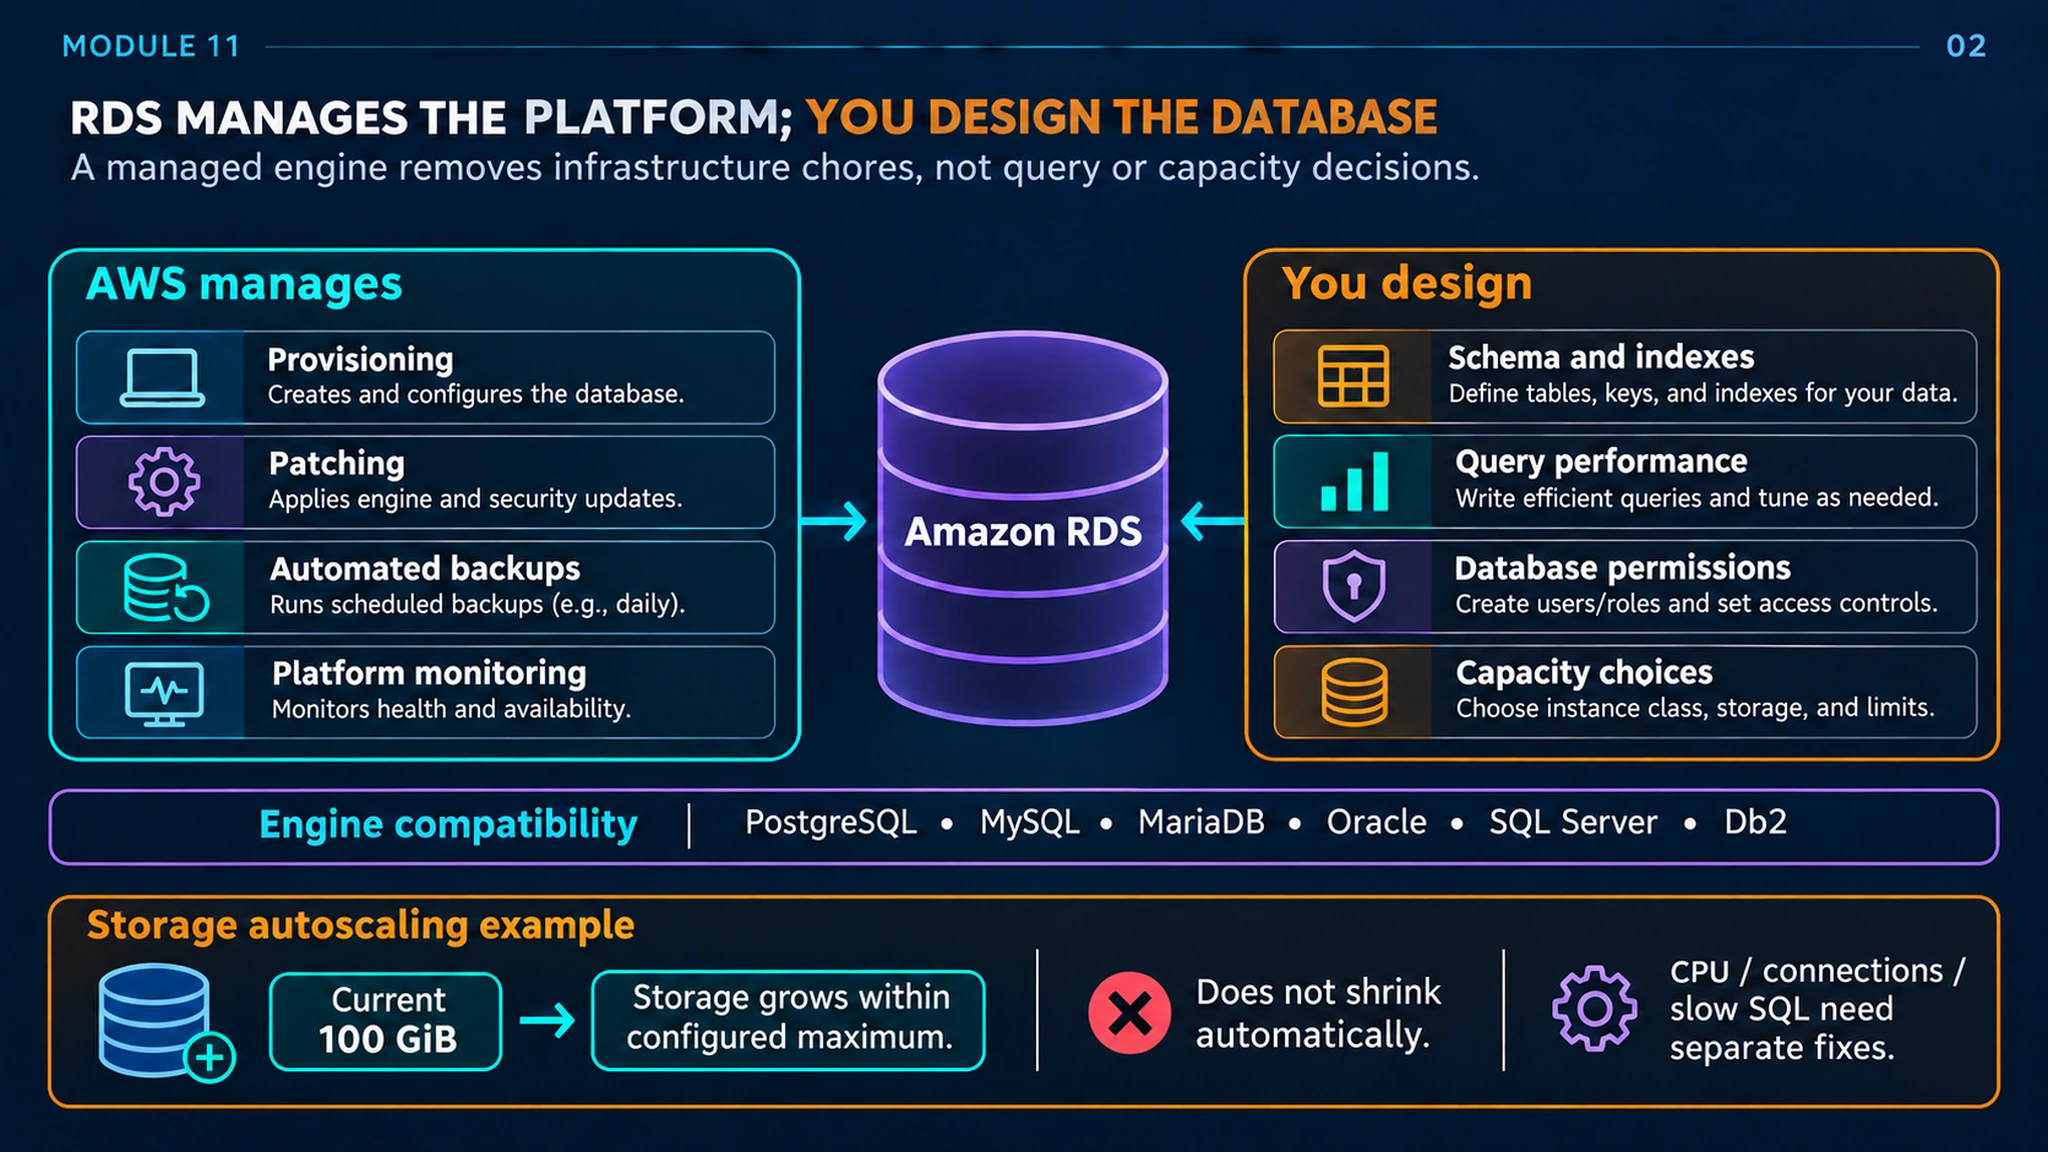 MODULE 11
02
RDS MANAGES THE PLATFORM; YOU DESIGN THE DATABASE
A managed engine removes infrastructure chores, not query or capacity decisions.
AWS manages
Provisioning
Creates and configures the database.
Patching
Applies engine and security updates.
Automated backups
Runs scheduled backups (e.g., daily).
Platform monitoring
Monitors health and availability.
Amazon RDS
You design
Schema and indexes
Define tables, keys, and indexes for your data.
Query performance
Write efficient queries and tune as needed.
Database permissions
Create users/roles and set access controls.
Capacity choices
Choose instance class, storage, and limits.
Engine compatibility | PostgreSQL • MySQL • MariaDB • Oracle • SQL Server • Db2
Storage autoscaling example
Current
100 GiB
Storage grows within
configured maximum.
Does not shrink
automatically.
CPU / connections /
slow SQL need
separate fixes.